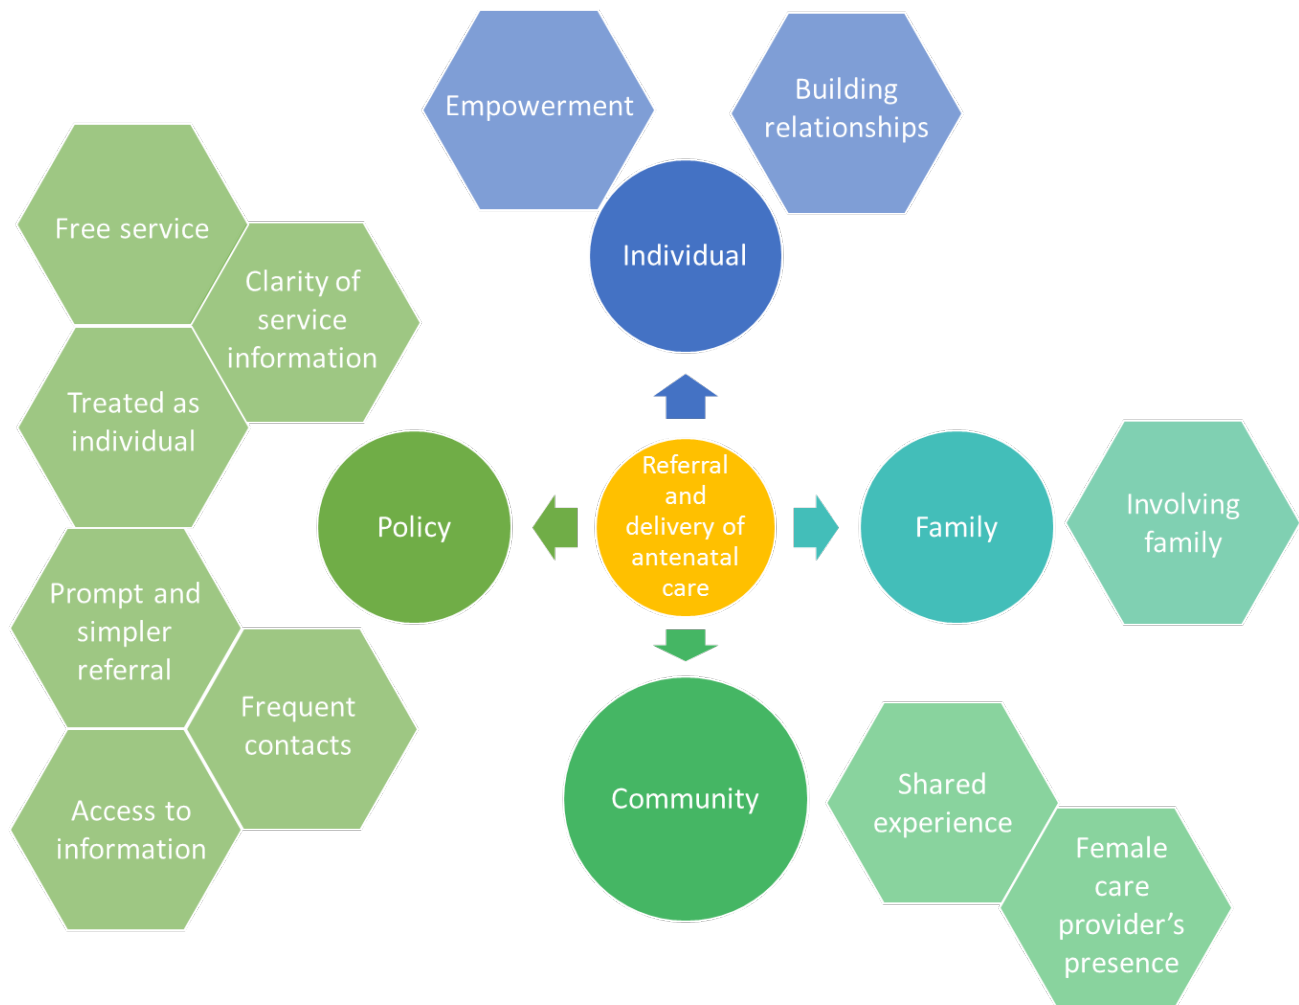 Empowerment
Building
relationships
Individual
Free service
Clarity of
service
information
Treated as
individual
Policy
Referral
and
delivery of
antenatal
care
Family
Involving
family
Prompt and
simpler
referral
Frequent
contacts
Access to
information
Community
Shared
experience
Female
care
provider’s
presence